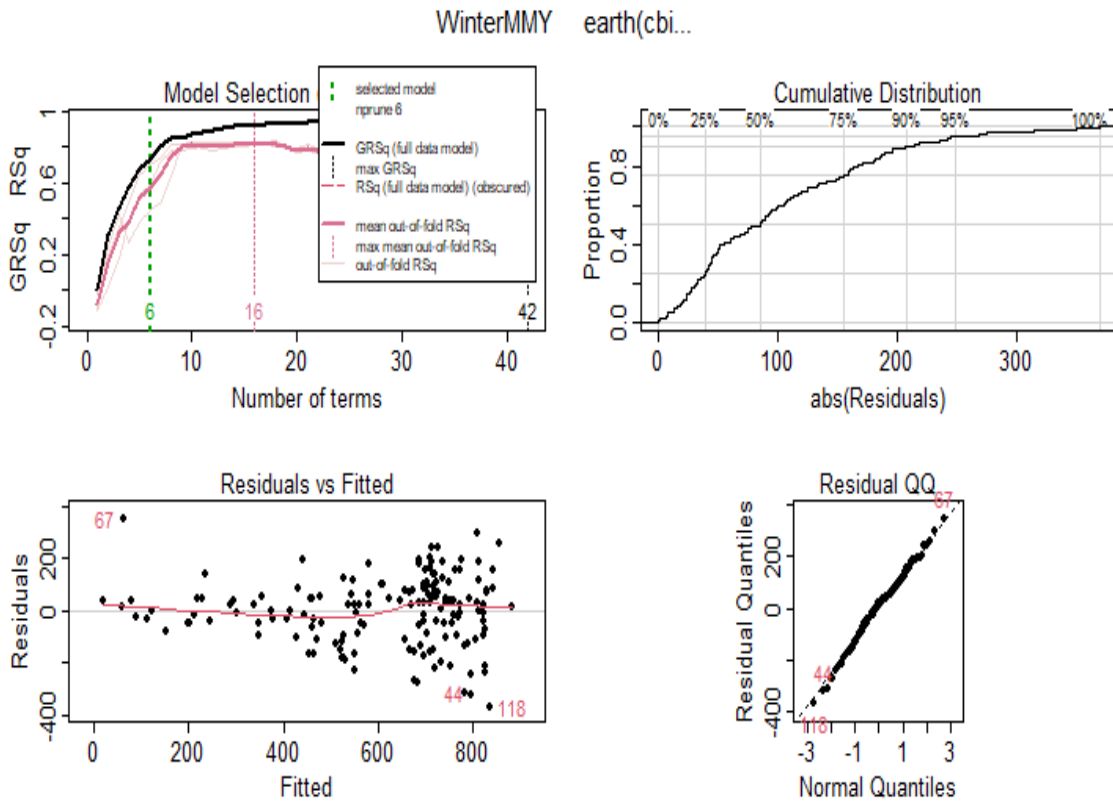 WinterMMY earth(cbi...
Model Selection (
selected model
nprune 6
GRSq (full data model)
max GRSq
RSq (full data model) (obscured)
mean out-of-fold RSq
max mean out-of-fold RSq
out-of-fold RSq
GRSq RSq
-0.2 0.2 0.6 1
6 16 42
0 10 20 30 40
Number of terms
Cumulative Distribution
0% 25% 50% 75% 90% 95% 100%
Proportion
0.0 0.4 0.8
0 100 200 300
abs(Residuals)
Residuals vs Fitted
Residuals
-400 0 200
67
44
118
0 200 400 600 800
Fitted
Residual QQ
Residual Quantiles
-400 0 200
67
44
118
-3 -1 1 3
Normal Quantiles